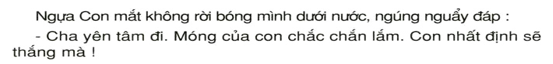 Ngựa Con mắt không rời bóng mình dưới nước, ngúng nguẩy đáp :
- Cha yên tâm đi. Móng của con chắc chắn lắm. Con nhất định sẽ
thắng mà !